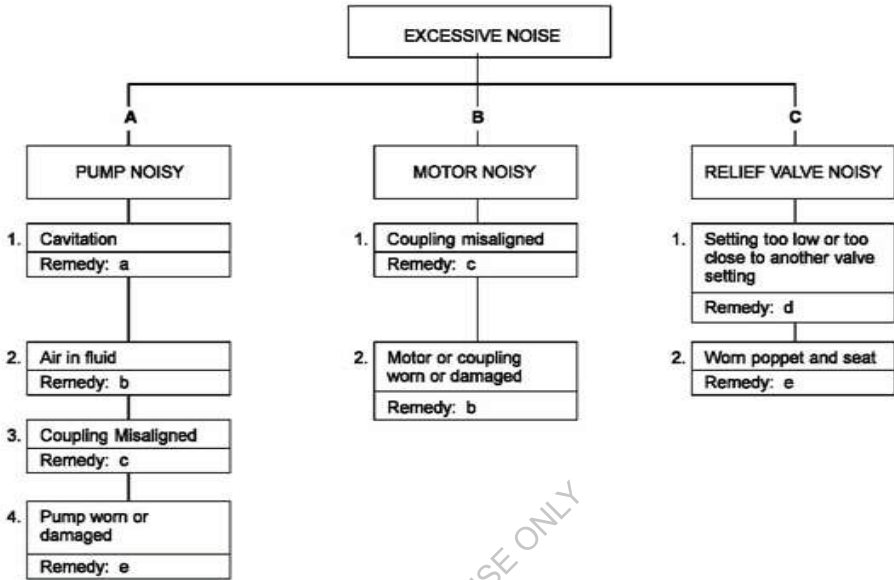 EXCESSIVE NOISE
A
B
C
PUMP NOISY
MOTOR NOISY
RELIEF VALVE NOISY
1. Cavitation
Remedy: a
2. Air in fluid
Remedy: b
3. Coupling Misaligned
Remedy: c
4. Pump worn or
damaged
Remedy: e
1. Coupling misaligned
Remedy: c
2. Motor or coupling
worn or damaged
Remedy: b
1. Setting too low or too
close to another valve
setting
Remedy: d
2. Worn poppet and seat
Remedy: e
SE ONLY